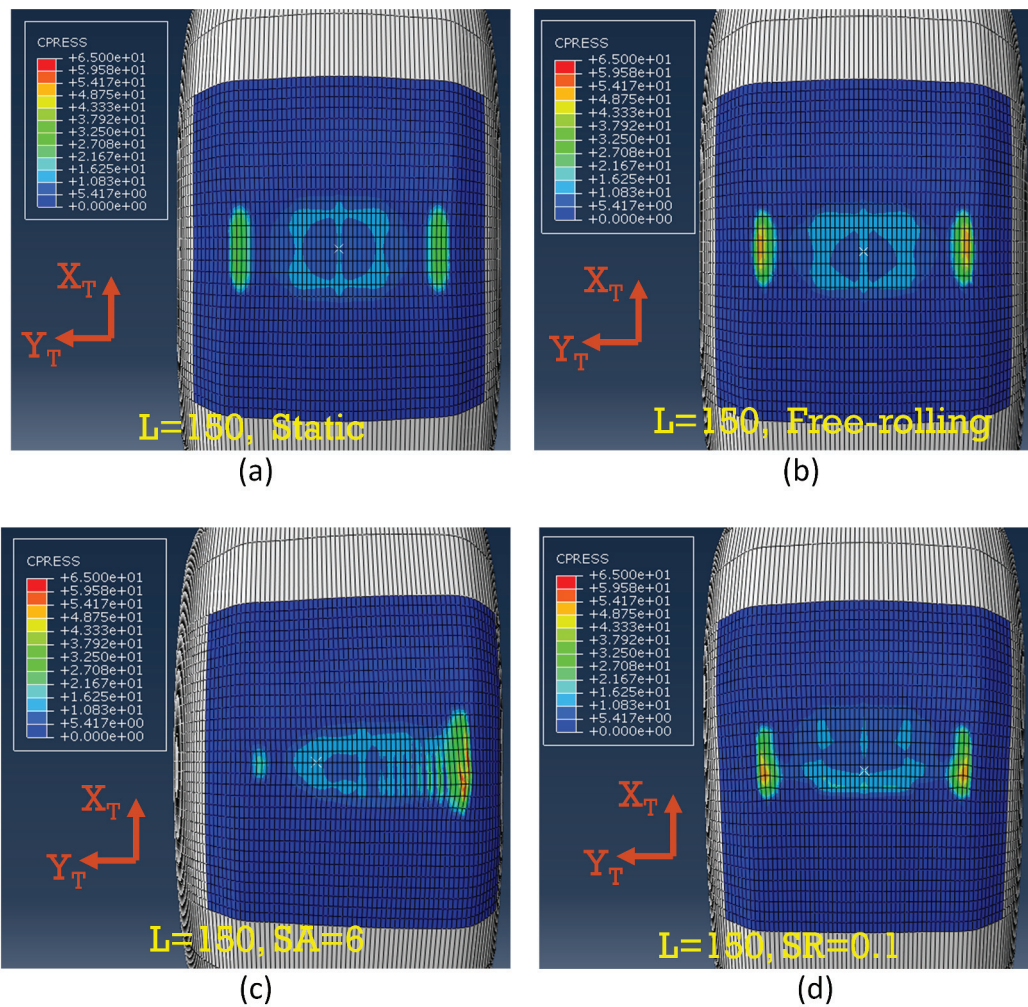 CPRESS
+6.500e+01
+5.958e+01
+5.417e+01
+4.875e+01
+4.333e+01
+3.792e+01
+3.250e+01
+2.708e+01
+2.167e+01
+1.625e+01
+1.083e+01
+5.417e+00
+0.000e+00
X_T
Y_T
L=150, Static
(a)
CPRESS
+6.500e+01
+5.958e+01
+5.417e+01
+4.875e+01
+4.333e+01
+3.792e+01
+3.250e+01
+2.708e+01
+2.167e+01
+1.625e+01
+1.083e+01
+5.417e+00
+0.000e+00
X_T
Y_T
L=150, Free-rolling
(b)
CPRESS
+6.500e+01
+5.958e+01
+5.417e+01
+4.875e+01
+4.333e+01
+3.792e+01
+3.250e+01
+2.708e+01
+2.167e+01
+1.625e+01
+1.083e+01
+5.417e+00
+0.000e+00
X_T
Y_T
L=150, SA=6
(c)
CPRESS
+6.500e+01
+5.958e+01
+5.417e+01
+4.875e+01
+4.333e+01
+3.792e+01
+3.250e+01
+2.708e+01
+2.167e+01
+1.625e+01
+1.083e+01
+5.417e+00
+0.000e+00
X_T
Y_T
L=150, SR=0.1
(d)